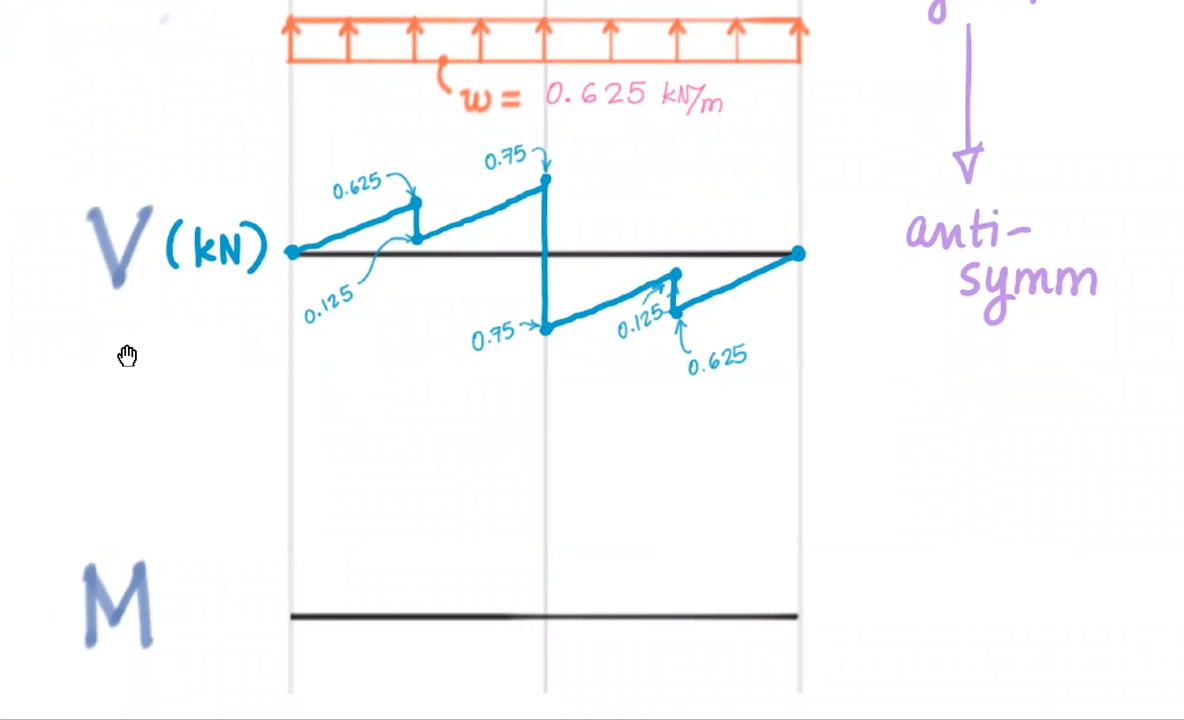 w = 0.625 kN/m
0.75
0.625
V (kN)
0.125
0.75
0.125
0.625
anti-
symm
M